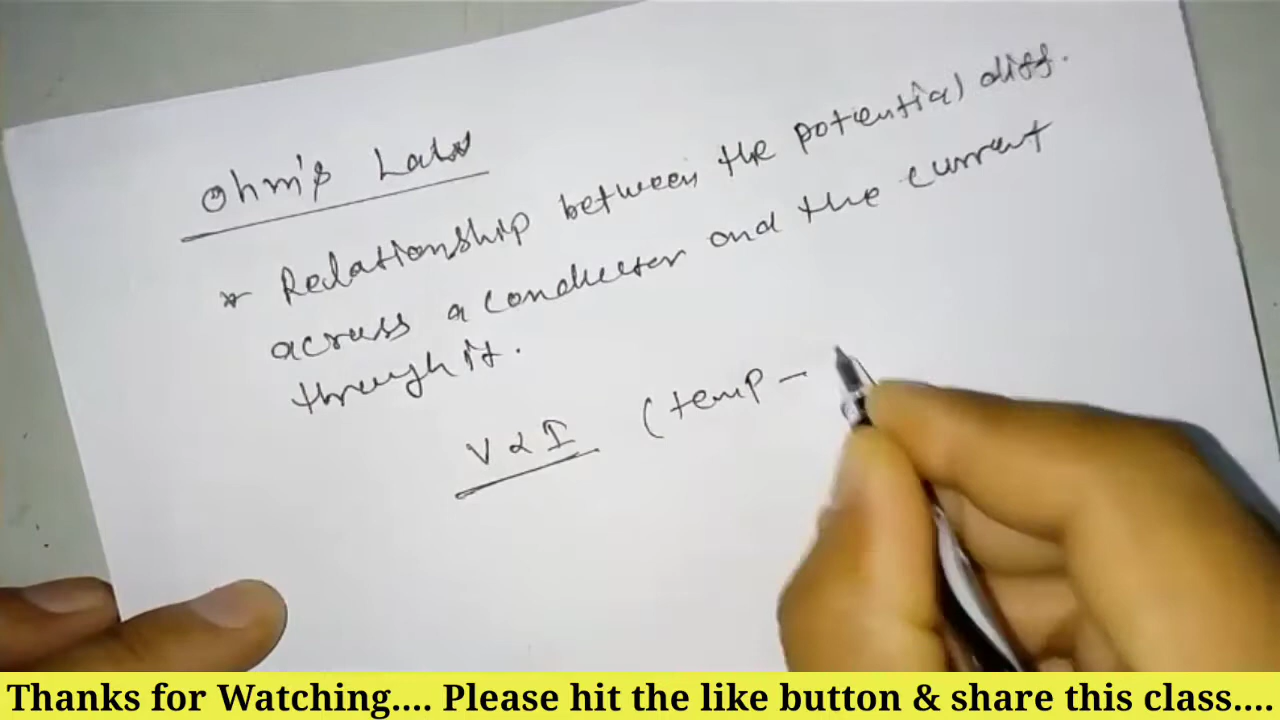 Ohm's Law
* Relationship between the potential diff.
across a conductor and the current
through it.
V ∝ I (temp -
Thanks for Watching.... Please hit the like button & share this class....